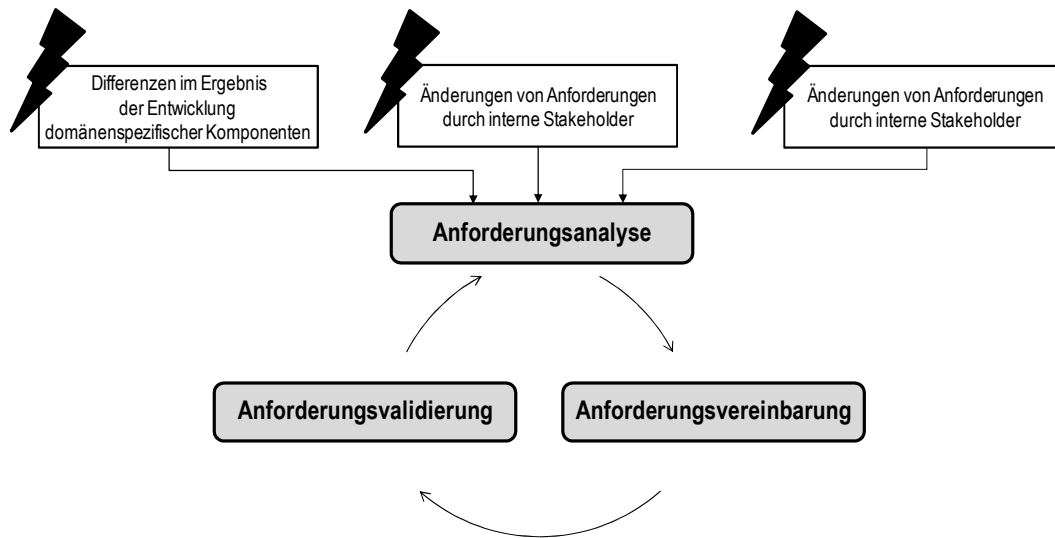 Differenzen im Ergebnis
der Entwicklung
domänenspezifischer Komponenten
Änderungen von Anforderungen
durch interne Stakeholder
Änderungen von Anforderungen
durch interne Stakeholder
Anforderungsanalyse
Anforderungsvalidierung
Anforderungsvereinbarung